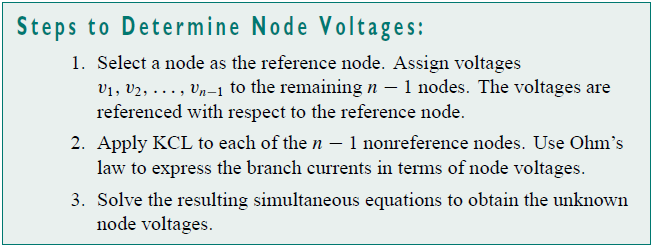 Steps to Determine Node Voltages:
1. Select a node as the reference node. Assign voltages
v₁, v₂, . . . , vₙ₋₁ to the remaining n − 1 nodes. The voltages are
referenced with respect to the reference node.
2. Apply KCL to each of the n − 1 nonreference nodes. Use Ohm’s
law to express the branch currents in terms of node voltages.
3. Solve the resulting simultaneous equations to obtain the unknown
node voltages.